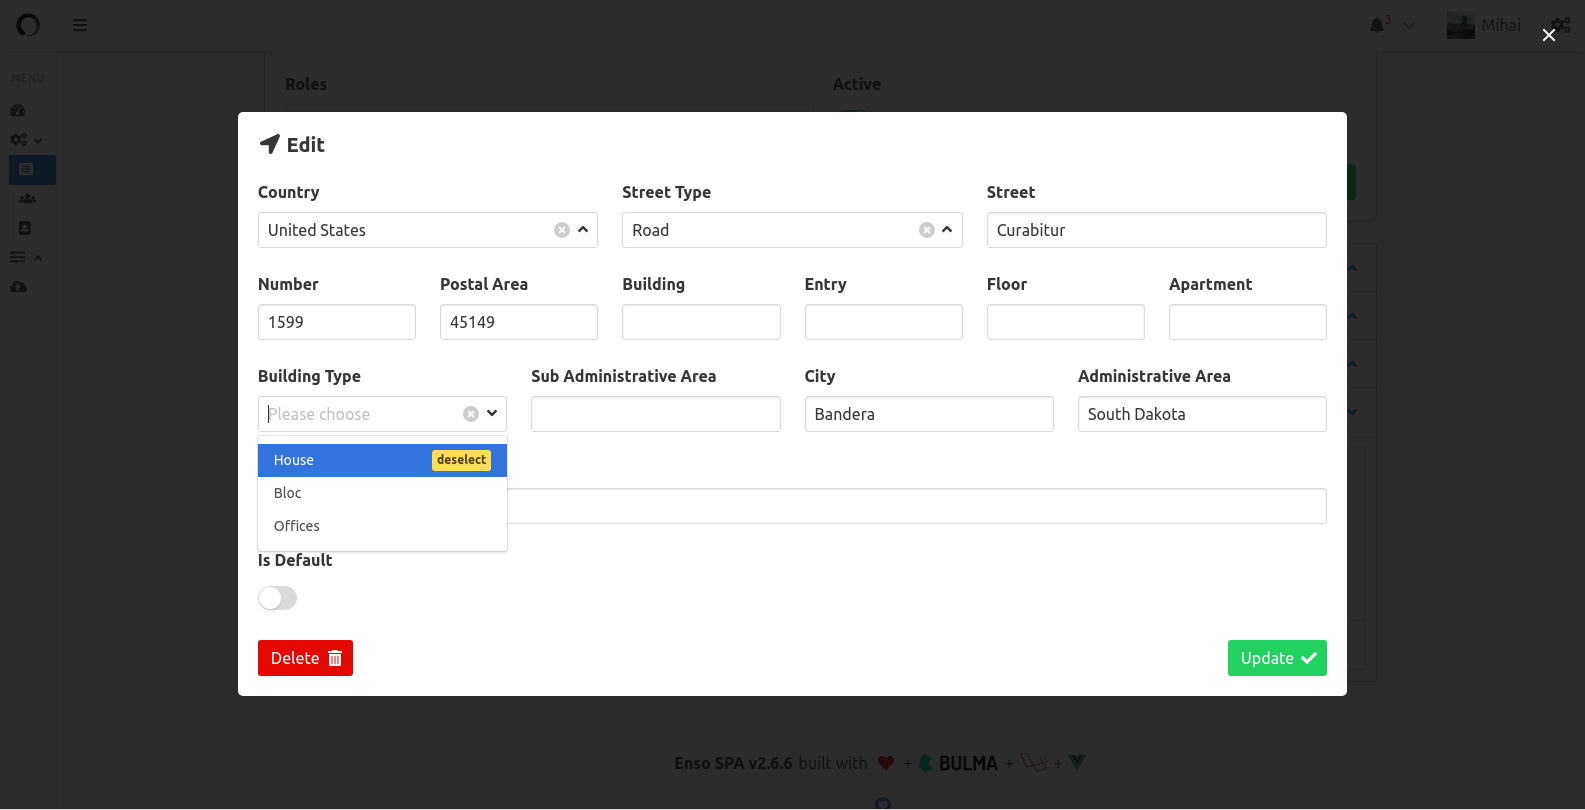 3
Mihai
MENU
Roles
Active
Edit
Country
Street Type
Street
United States
Road
Curabitur
Number
Postal Area
Building
Entry
Floor
Apartment
1599
45149
Building Type
Sub Administrative Area
City
Administrative Area
Please choose
Bandera
South Dakota
House
deselect
Bloc
Offices
Is Default
Delete
Update
Enso SPA v2.6.6 built with + BULMA + +